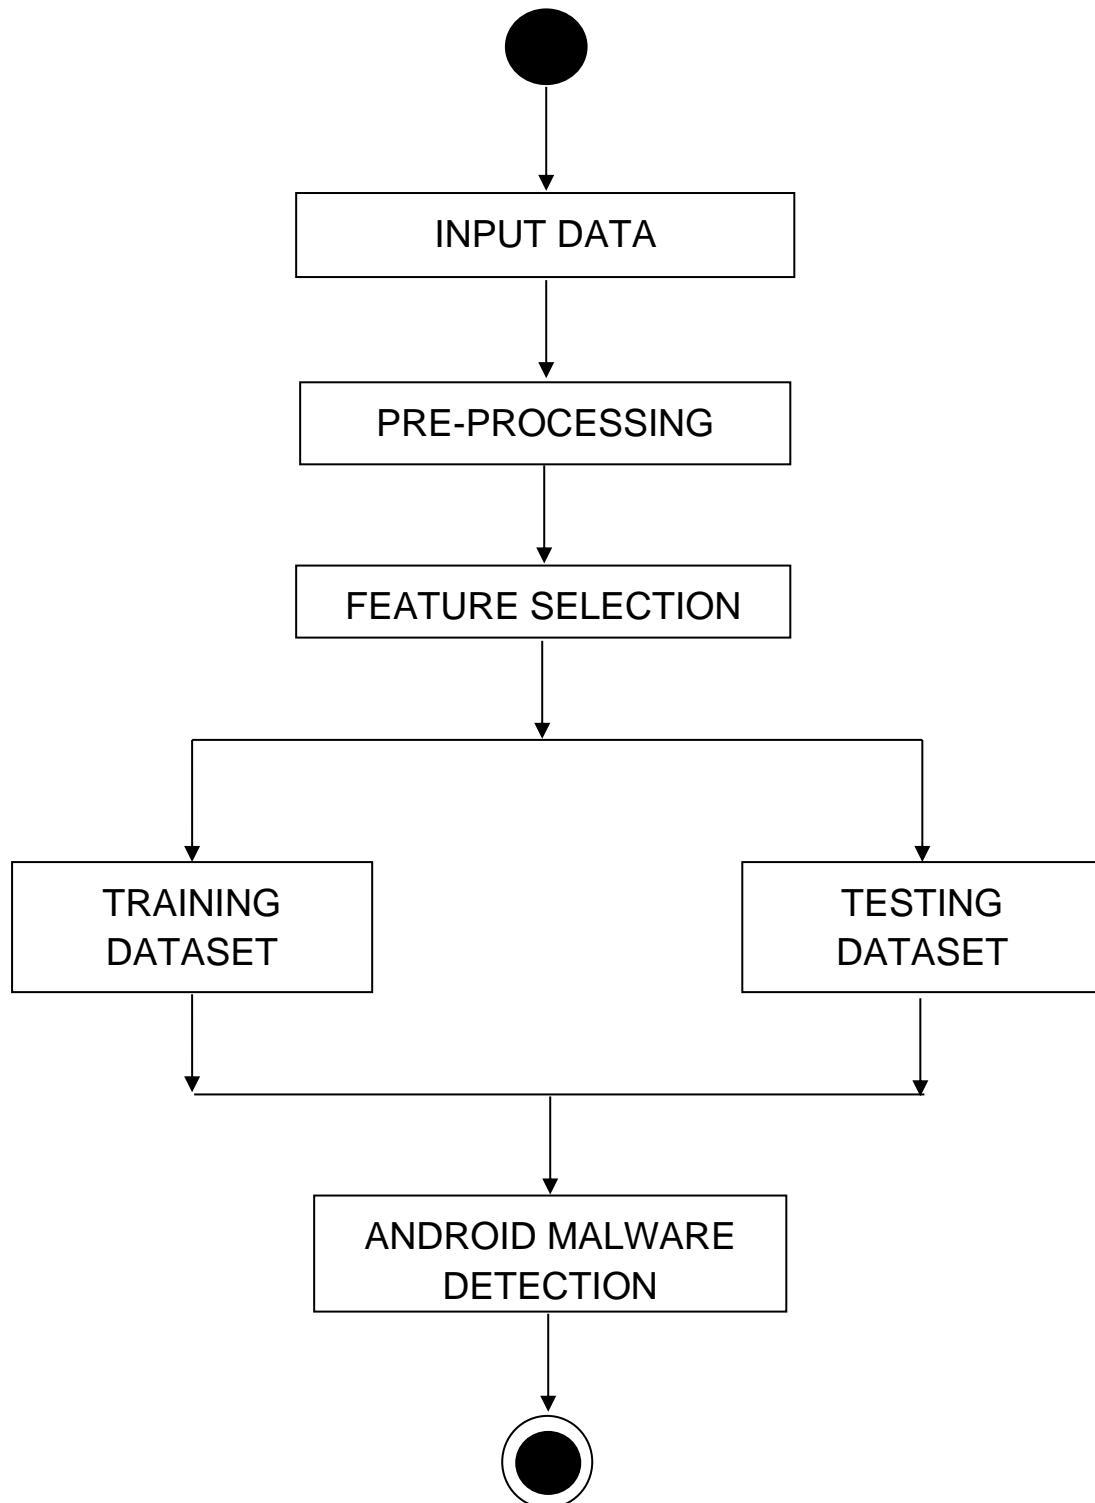 INPUT DATA
PRE-PROCESSING
FEATURE SELECTION
TRAINING
DATASET
TESTING
DATASET
ANDROID MALWARE
DETECTION